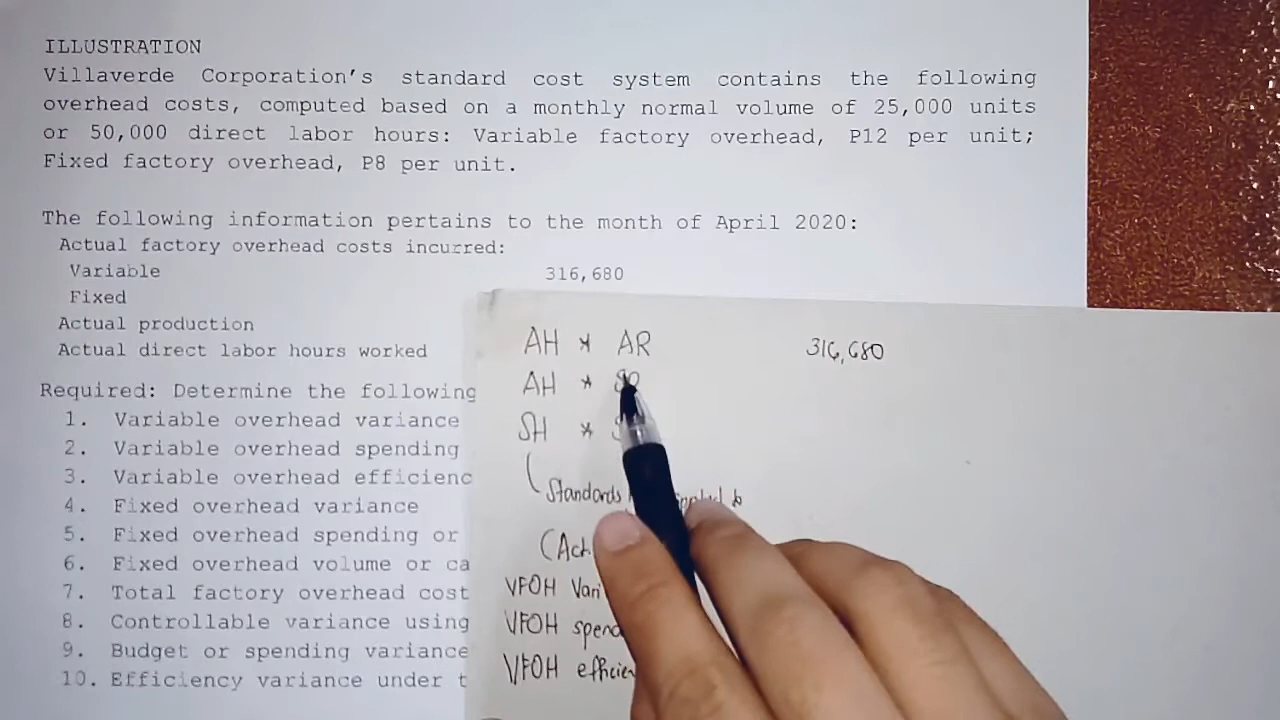 ILLUSTRATION
Villaverde Corporation's standard cost system contains the following
overhead costs, computed based on a monthly normal volume of 25,000 units
or 50,000 direct labor hours: Variable factory overhead, P12 per unit;
Fixed factory overhead, P8 per unit.
The following information pertains to the month of April 2020:
Actual factory overhead costs incurred:
Variable 316,680
Fixed
Actual production
Actual direct labor hours worked
Required: Determine the following
1. Variable overhead variance
2. Variable overhead spending
3. Variable overhead
4. Fixed overhead variance
5. Fixed overhead spending or
6. Fixed overhead volume or
7. Total factory overhead cost
8. Controllable variance using
9. Budget or spending variance
10. Efficiency variance under
AH * AR 316,680
AH *
SH *
Standards
VFOH
VFOH
VFOH